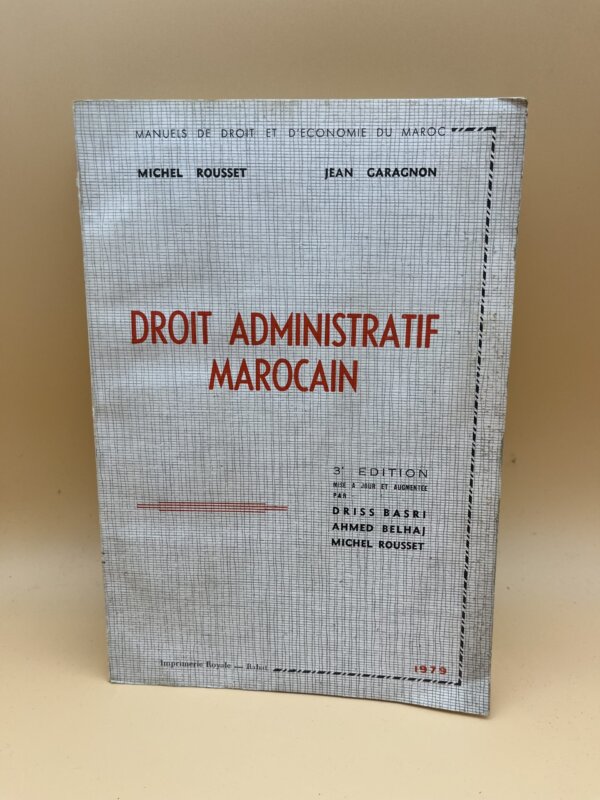 MANUELS DE DROIT ET D'ECONOMIE DU MAROC
MICHEL ROUSSET JEAN GARAGNON
DROIT ADMINISTRATIF
MAROCAIN
3e EDITION
MISE A JOUR ET AUGMENTÉE
PAR
DRISS BASRI
AHMED BELHAJ
MICHEL ROUSSET
Imprimerie Royale — Rabat
1979